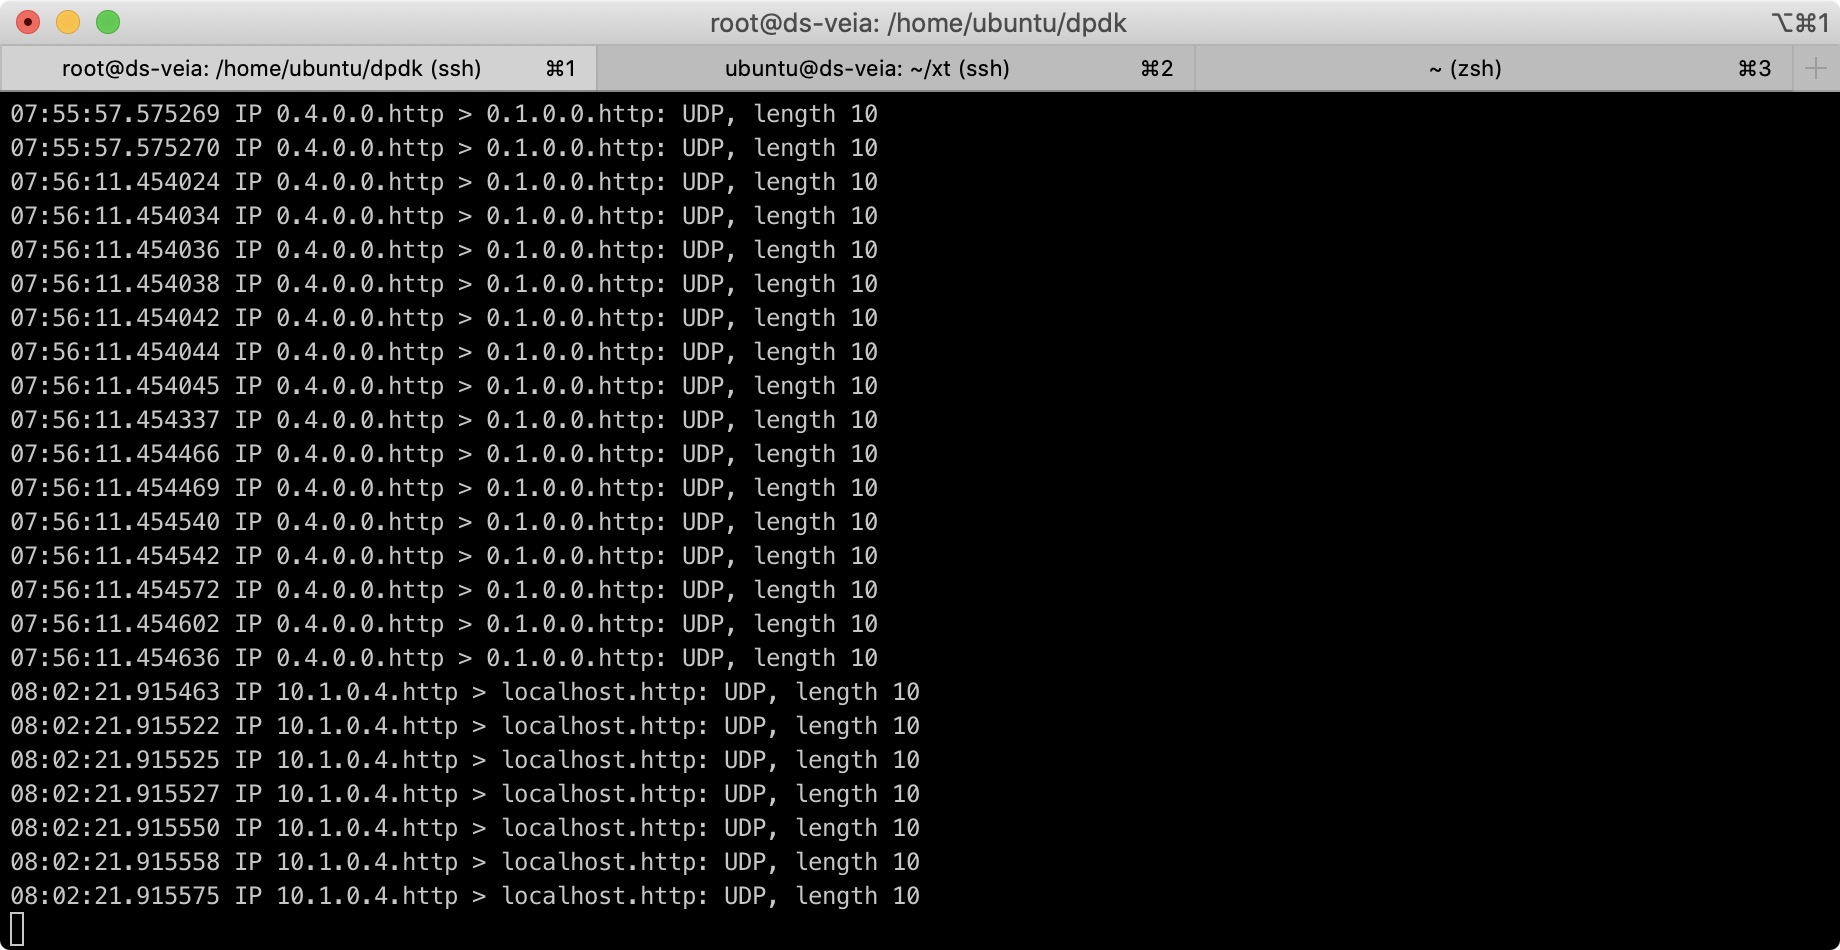 root@ds-veia: /home/ubuntu/dpdk
⌥⌘1
root@ds-veia: /home/ubuntu/dpdk (ssh) ⌘1
ubuntu@ds-veia: ~/xt (ssh) ⌘2
~ (zsh) ⌘3
07:55:57.575269 IP 0.4.0.0.http > 0.1.0.0.http: UDP, length 10
07:55:57.575270 IP 0.4.0.0.http > 0.1.0.0.http: UDP, length 10
07:56:11.454024 IP 0.4.0.0.http > 0.1.0.0.http: UDP, length 10
07:56:11.454034 IP 0.4.0.0.http > 0.1.0.0.http: UDP, length 10
07:56:11.454036 IP 0.4.0.0.http > 0.1.0.0.http: UDP, length 10
07:56:11.454038 IP 0.4.0.0.http > 0.1.0.0.http: UDP, length 10
07:56:11.454042 IP 0.4.0.0.http > 0.1.0.0.http: UDP, length 10
07:56:11.454044 IP 0.4.0.0.http > 0.1.0.0.http: UDP, length 10
07:56:11.454045 IP 0.4.0.0.http > 0.1.0.0.http: UDP, length 10
07:56:11.454337 IP 0.4.0.0.http > 0.1.0.0.http: UDP, length 10
07:56:11.454466 IP 0.4.0.0.http > 0.1.0.0.http: UDP, length 10
07:56:11.454469 IP 0.4.0.0.http > 0.1.0.0.http: UDP, length 10
07:56:11.454540 IP 0.4.0.0.http > 0.1.0.0.http: UDP, length 10
07:56:11.454542 IP 0.4.0.0.http > 0.1.0.0.http: UDP, length 10
07:56:11.454572 IP 0.4.0.0.http > 0.1.0.0.http: UDP, length 10
07:56:11.454602 IP 0.4.0.0.http > 0.1.0.0.http: UDP, length 10
07:56:11.454636 IP 0.4.0.0.http > 0.1.0.0.http: UDP, length 10
08:02:21.915463 IP 10.1.0.4.http > localhost.http: UDP, length 10
08:02:21.915522 IP 10.1.0.4.http > localhost.http: UDP, length 10
08:02:21.915525 IP 10.1.0.4.http > localhost.http: UDP, length 10
08:02:21.915527 IP 10.1.0.4.http > localhost.http: UDP, length 10
08:02:21.915550 IP 10.1.0.4.http > localhost.http: UDP, length 10
08:02:21.915558 IP 10.1.0.4.http > localhost.http: UDP, length 10
08:02:21.915575 IP 10.1.0.4.http > localhost.http: UDP, length 10